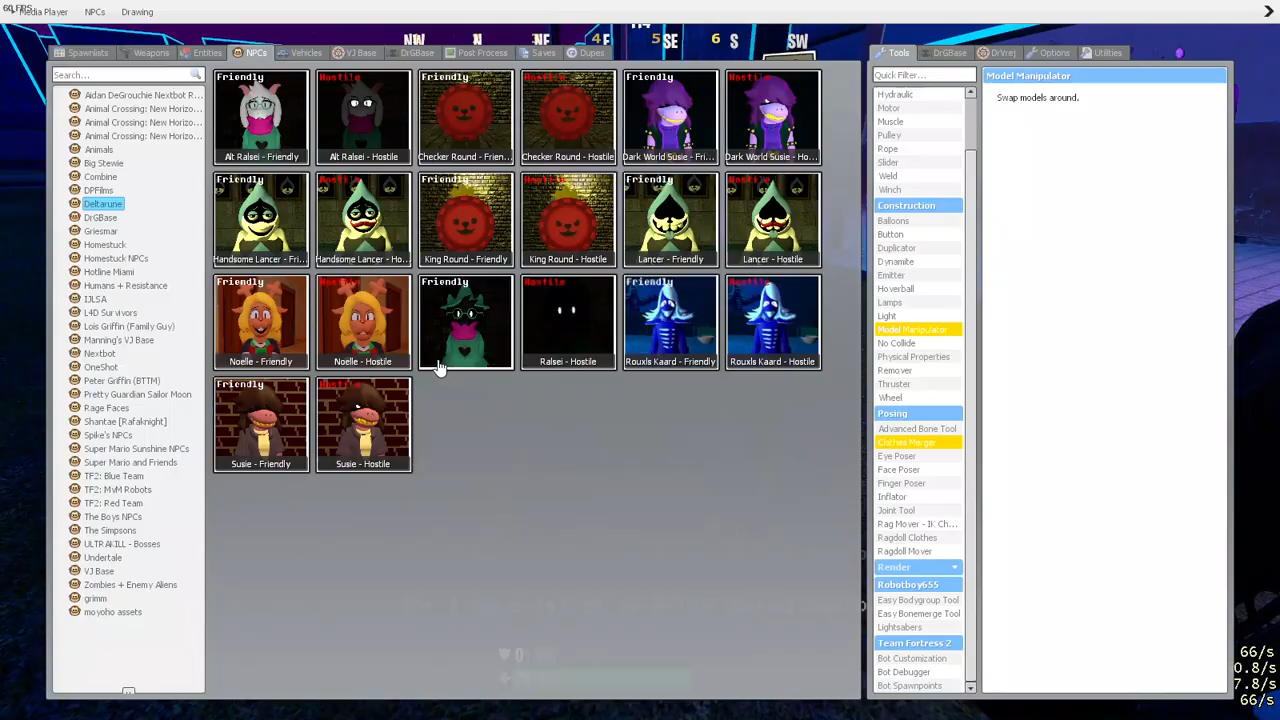 60 FPS
Media Player NPCs Drawing
NW N NE
4 F 5 SE 6 S SW
Spawnlists Weapons Entities NPCs Vehicles VJ Base DrGBase Post Process Saves Dupes
Search...
Aidan DeGrouchie Nextbot R...
Animal Crossing: New Horizo...
Animal Crossing: New Horizo...
Animal Crossing: New Horizo...
Animals
Big Stewie
Combine
DPFilms
Deltarune
DrGBase
Griesmar
Homestuck
Homestuck NPCs
Hotline Miami
Humans + Resistance
IJLSA
L4D Survivors
Lois Griffin (Family Guy)
Manning's VJ Base
Nextbot
OneShot
Peter Griffin (BTTM)
Pretty Guardian Sailor Moon
Rage Faces
Shantae [Rafaknight]
Spike's NPCs
Super Mario Sunshine NPCs
Super Mario and Friends
TF2: Blue Team
TF2: MvM Robots
TF2: Red Team
The Boys NPCs
The Simpsons
ULTRAKILL - Bosses
Undertale
VJ Base
Zombies + Enemy Aliens
grimm
moyoho assets
Friendly Hostile Friendly Hostile Friendly Hostile
Alt Ralsei - Friendly Alt Ralsei - Hostile Checker Round - Frien... Checker Round - Hostile Dark World Susie - Fri... Dark World Susie - Ho...
Friendly Hostile Friendly Hostile Friendly Hostile
Handsome Lancer - Fri... Handsome Lancer - Ho... King Round - Friendly King Round - Hostile Lancer - Friendly Lancer - Hostile
Friendly Hostile Friendly Hostile Friendly Hostile
Noelle - Friendly Noelle - Hostile Ralsei - Hostile Rouxls Kaard - Friendly Rouxls Kaard - Hostile
Friendly Hostile
Susie - Friendly Susie - Hostile
0
Tools DrGBase DrVrej Options Utilities
Quick Filter...
Hydraulic
Motor
Muscle
Pulley
Rope
Slider
Weld
Winch
Construction
Balloons
Button
Duplicator
Dynamite
Emitter
Hoverball
Lamps
Light
Model Manipulator
No Collide
Physical Properties
Remover
Thruster
Wheel
Posing
Advanced Bone Tool
Clothes Merger
Eye Poser
Face Poser
Finger Poser
Inflator
Joint Tool
Rag Mover - IK Ch...
Ragdoll Clothes
Ragdoll Mover
Render
Robotboy655
Easy Bodygroup Tool
Easy Bonemerge Tool
Lightsabers
Team Fortress 2
Bot Customization
Bot Debugger
Bot Spawnpoints
Model Manipulator
Swap models around.
66/s
0.8/s
7.8/s
66/s